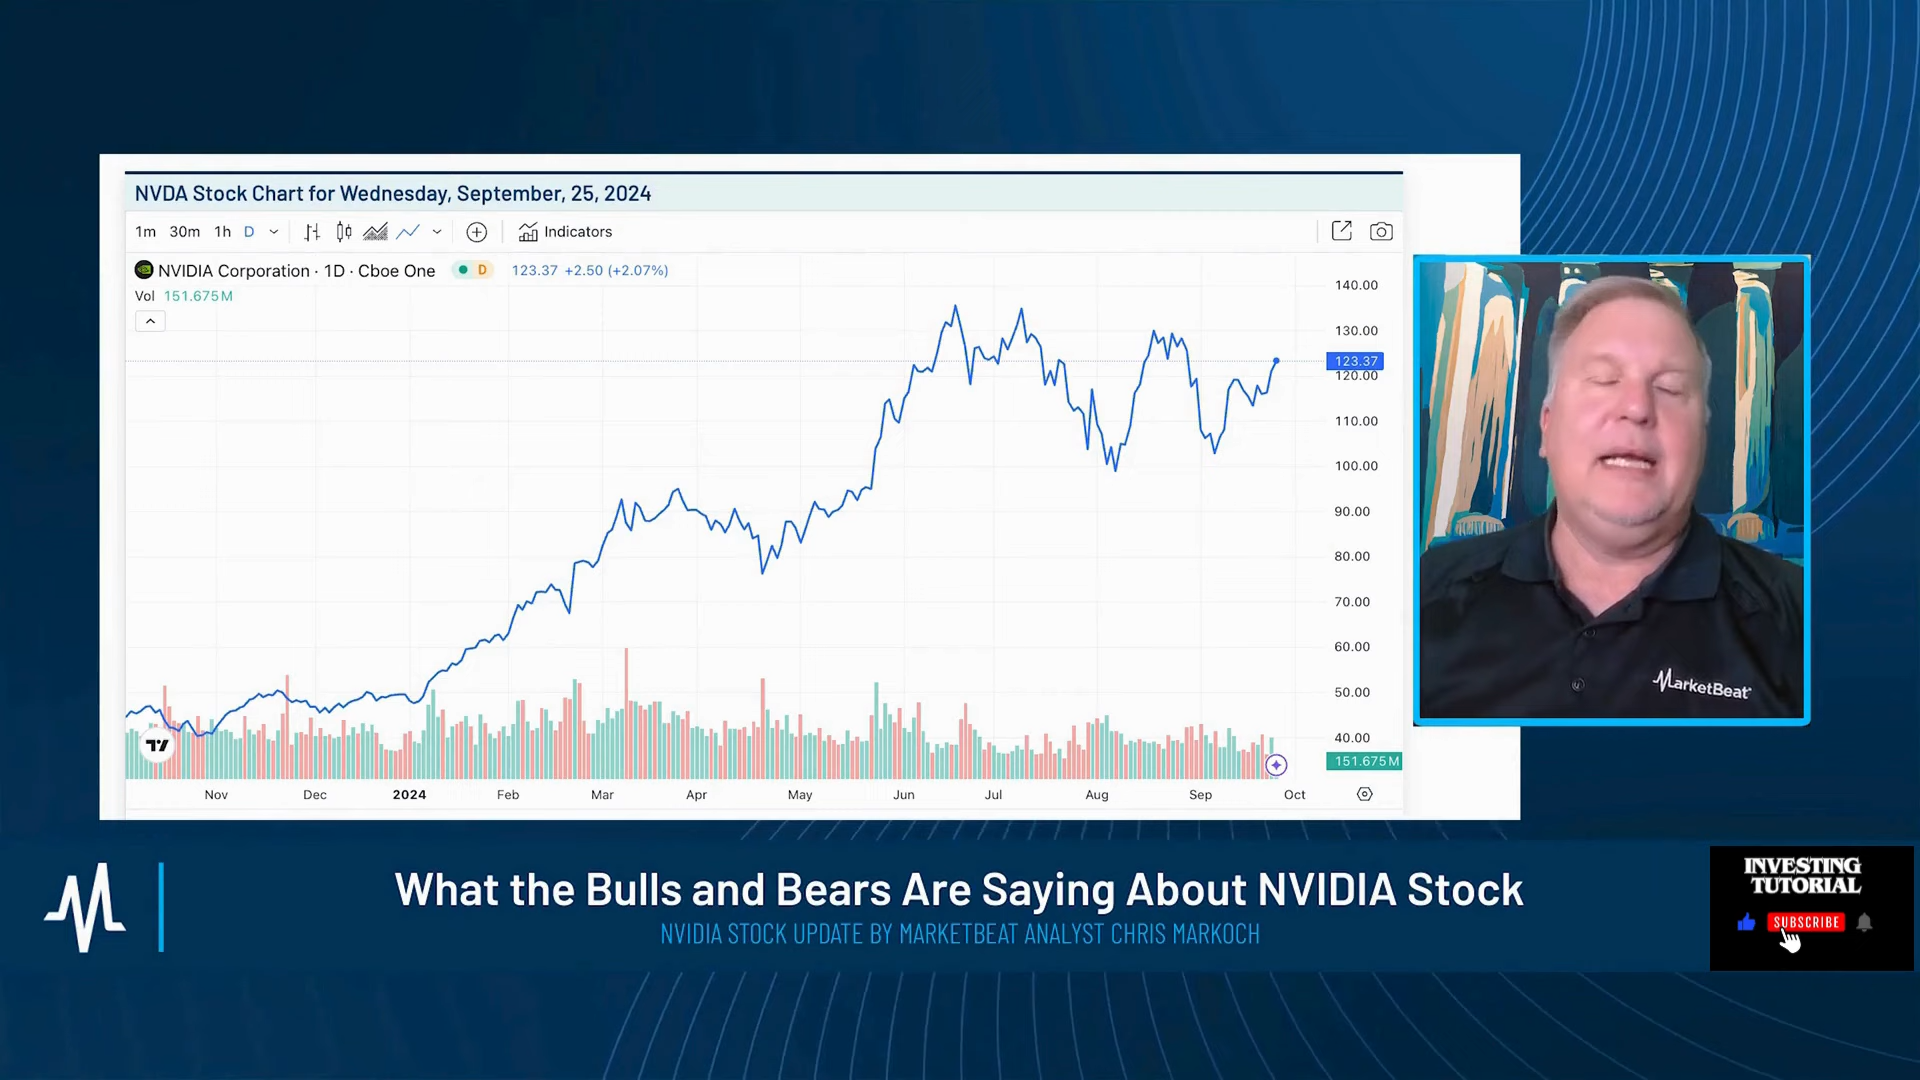 NVDA Stock Chart for Wednesday, September, 25, 2024
1m 30m 1h D Indicators
NVIDIA Corporation · 1D · Cboe One D 123.37 +2.50 (+2.07%)
Vol 151.675M
140.00
130.00
123.37
120.00
110.00
100.00
90.00
80.00
70.00
60.00
50.00
40.00
151.675M
Nov Dec 2024 Feb Mar Apr May Jun Jul Aug Sep Oct
MarketBeat
What the Bulls and Bears Are Saying About NVIDIA Stock
NVIDIA STOCK UPDATE BY MARKETBEAT ANALYST CHRIS MARKOCH
INVESTING
TUTORIAL
SUBSCRIBE